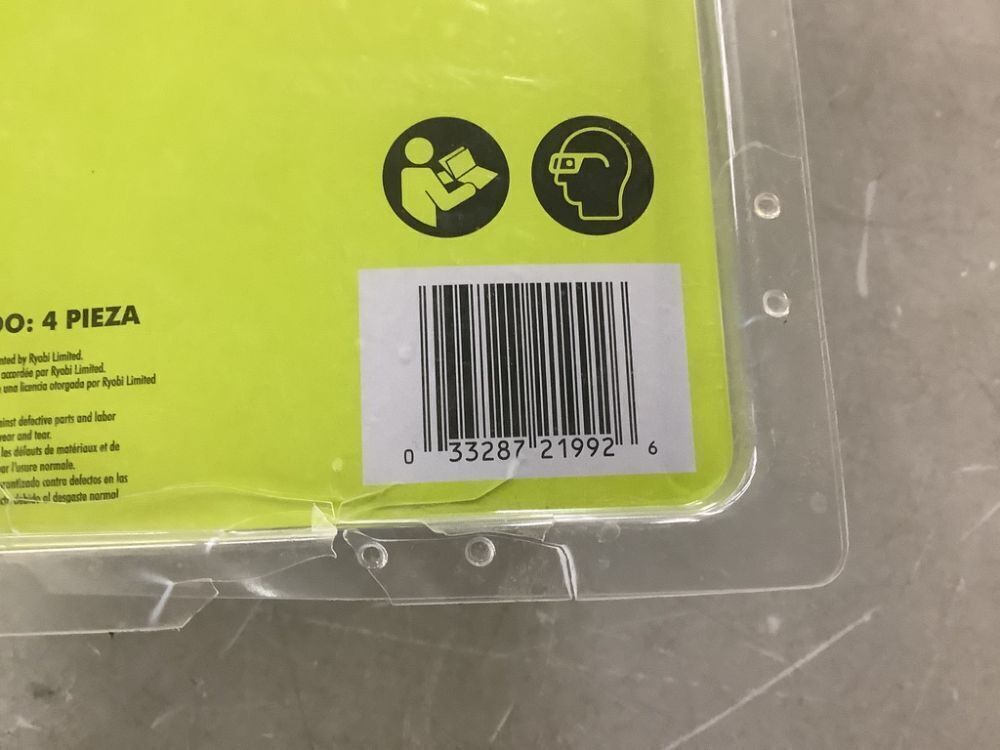 DO: 4 PIEZA
nted by Ryobi Limited.
accordée par Ryobi Limited.
una licencia otorgada por Ryobi Limited
ainst defective parts and labor
ear and tear.
les défauts de matériaux et de
ar l'usure normale.
rantizado contra defectos en las
debido al desgaste normal
0 33287 21992 6